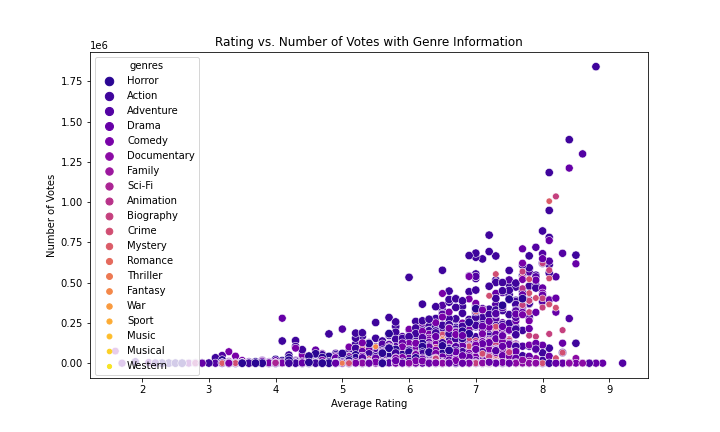 Rating vs. Number of Votes with Genre Information
1e6
genres
Horror
Action
Adventure
Drama
Comedy
Documentary
Family
Sci-Fi
Animation
Biography
Crime
Mystery
Romance
Thriller
Fantasy
War
Sport
Music
Musical
Western
1.75
1.50
1.25
1.00
0.75
0.50
0.25
0.00
Number of Votes
2 3 4 5 6 7 8 9
Average Rating